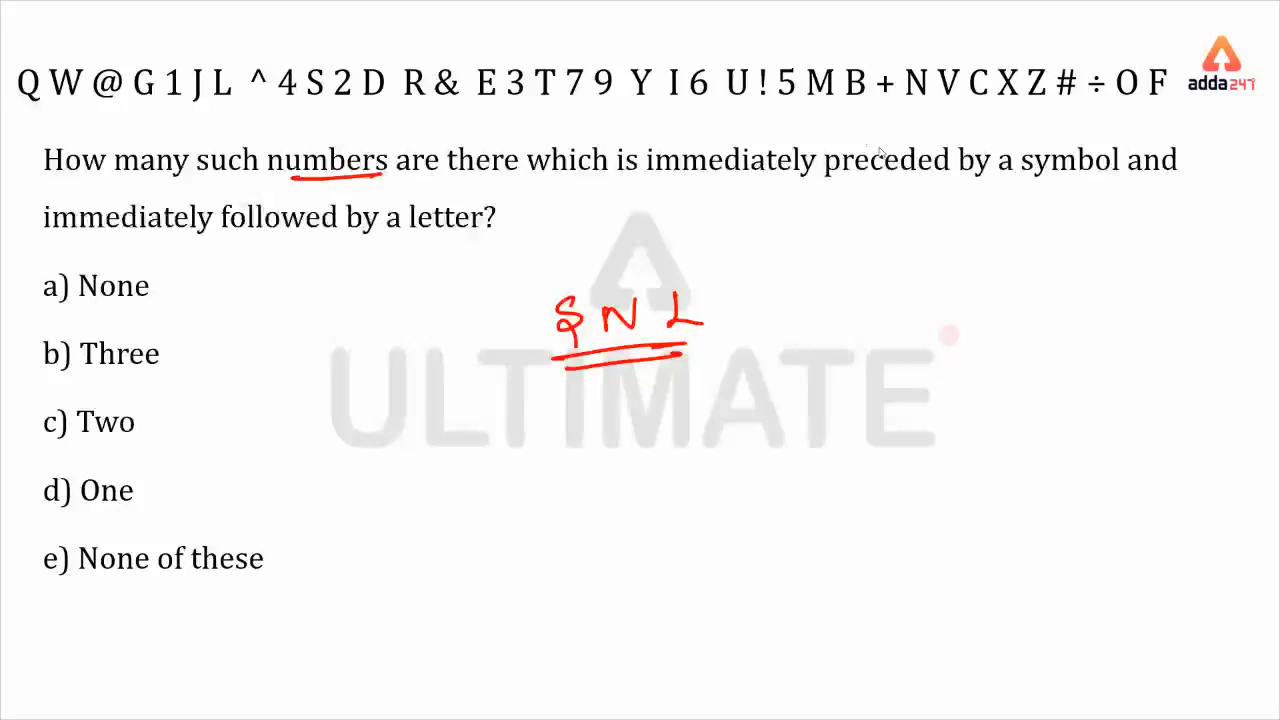 Q W @ G 1 J L ^ 4 S 2 D R & E 3 T 7 9 Y I 6 U ! 5 M B + N V C X Z # ÷ O F
adda247
How many such numbers are there which is immediately preceded by a symbol and
immediately followed by a letter?
a) None
b) Three
c) Two
d) One
e) None of these
S N L
ULTIMATE